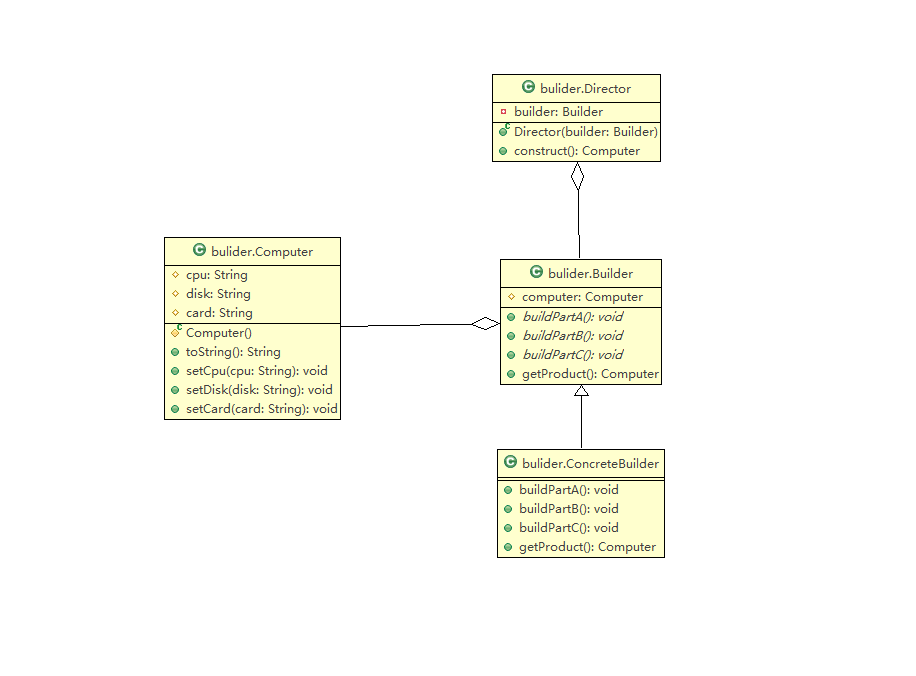 bulider.Director
builder: Builder
Director(builder: Builder)
construct(): Computer
bulider.Computer
cpu: String
disk: String
card: String
Computer()
toString(): String
setCpu(cpu: String): void
setDisk(disk: String): void
setCard(card: String): void
bulider.Builder
computer: Computer
buildPartA(): void
buildPartB(): void
buildPartC(): void
getProduct(): Computer
bulider.ConcreteBuilder
buildPartA(): void
buildPartB(): void
buildPartC(): void
getProduct(): Computer